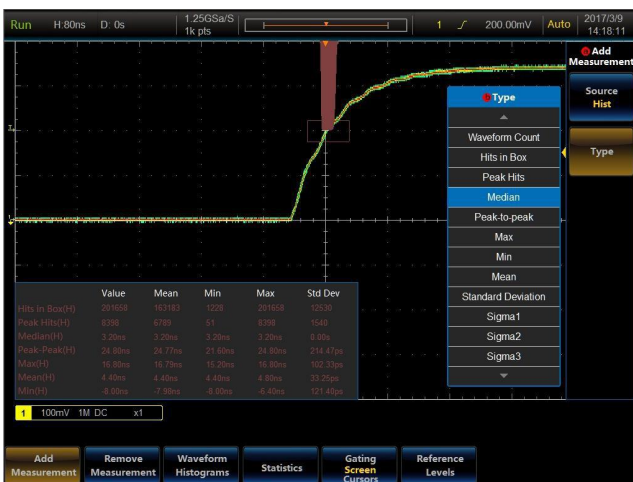 Run H:80ns D: 0s 1.25GSa/S 1k pts 1 200.00mV Auto 2017/3/9 14:18:11
Add Measurement
Source
Hist
Type
Type
Waveform Count
Hits in Box
Peak Hits
Median
Peak-to-peak
Max
Min
Mean
Standard Deviation
Sigma1
Sigma2
Sigma3
Value Mean Min Max Std Dev
Hits in Box(H) 201658 163183 1228 201658 12530
Peak Hits(H) 8398 6789 51 8398 1540
Median(H) 3.20ns 3.20ns 3.20ns 3.20ns 0.00s
Peak-Peak(H) 24.80ns 24.77ns 21.60ns 24.80ns 214.47ps
Max(H) 16.80ns 16.79ns 15.20ns 16.80ns 102.33ps
Mean(H) 4.40ns 4.40ns 4.40ns 4.80ns 33.25ps
Min(H) -8.00ns -7.98ns -8.00ns -6.40ns 121.40ps
1 100mV 1M DC x1
Add Measurement
Remove Measurement
Waveform Histograms
Statistics
Gating
Screen
Cursors
Reference Levels